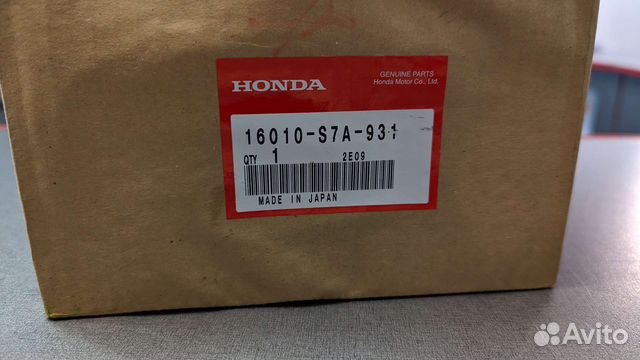 HONDA
GENUINE PARTS
Honda Motor Co., Ltd.
16010-S7A-931
QTY 1 2E09
MADE IN JAPAN
Avito